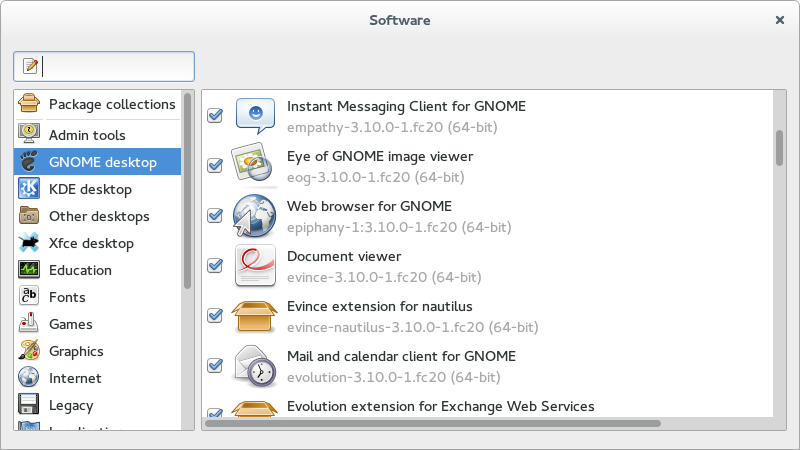 Software
Package collections
Admin tools
GNOME desktop
KDE desktop
Other desktops
Xfce desktop
Education
abc
Fonts
Games
Graphics
Internet
Legacy
Instant Messaging Client for GNOME
empathy-3.10.0-1.fc20 (64-bit)
Eye of GNOME image viewer
eog-3.10.0-1.fc20 (64-bit)
Web browser for GNOME
epiphany-1:3.10.0-1.fc20 (64-bit)
Document viewer
evince-3.10.0-1.fc20 (64-bit)
Evince extension for nautilus
evince-nautilus-3.10.0-1.fc20 (64-bit)
Mail and calendar client for GNOME
evolution-3.10.0-1.fc20 (64-bit)
Evolution extension for Exchange Web Services